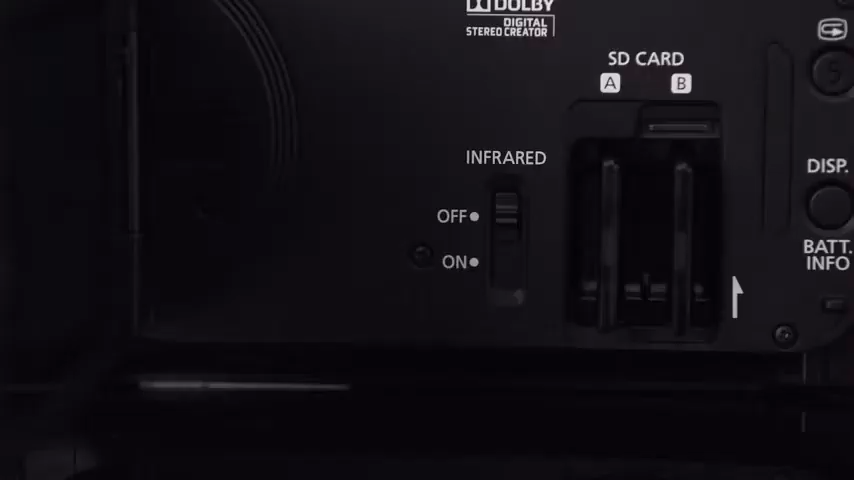 DOLBY
DIGITAL
STEREO CREATOR
SD CARD
A B
INFRARED
OFF
ON
S
DISP.
BATT.
INFO